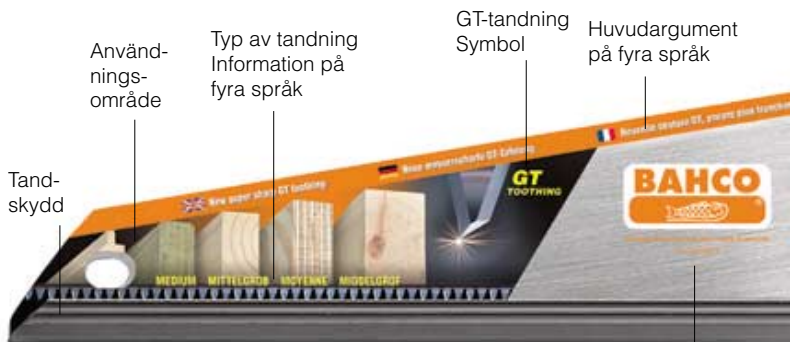 Använd-
nings-
område
Typ av tandning
Information på
fyra språk
GT-tandning
Symbol
Huvudargument
på fyra språk
Tand-
skydd
New super sharp GT toothing
GT
TOOTHING
BAHCO
MEDIUM MITTELGROB MOYENNE MIDDELGROF